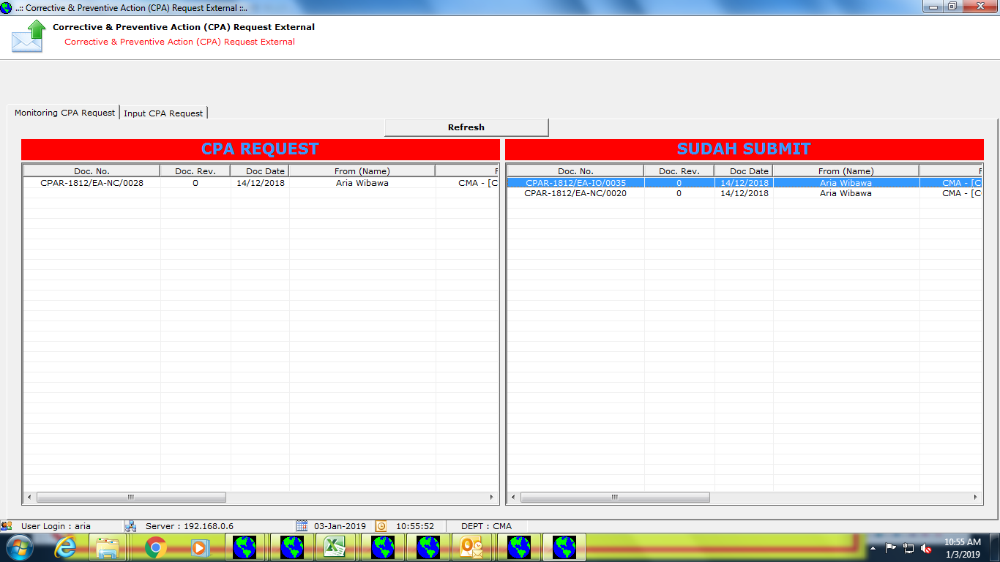 ..:: Corrective & Preventive Action (CPA) Request External ::..
Corrective & Preventive Action (CPA) Request External
Corrective & Preventive Action (CPA) Request External
Monitoring CPA Request Input CPA Request
Refresh
CPA REQUEST SUDAH SUBMIT
Doc. No. Doc. Rev. Doc Date From (Name) Doc. No. Doc. Rev. Doc Date From (Name)
CPAR-1812/EA-NC/0028 0 14/12/2018 Aria Wibawa CMA - [C CPAR-1812/EA-IO/0035 0 14/12/2018 Aria Wibawa CMA - [C
CPAR-1812/EA-NC/0020 0 14/12/2018 Aria Wibawa CMA - [C
User Login : aria Server : 192.168.0.6 03-Jan-2019 10:55:52 DEPT : CMA
10:55 AM
1/3/2019